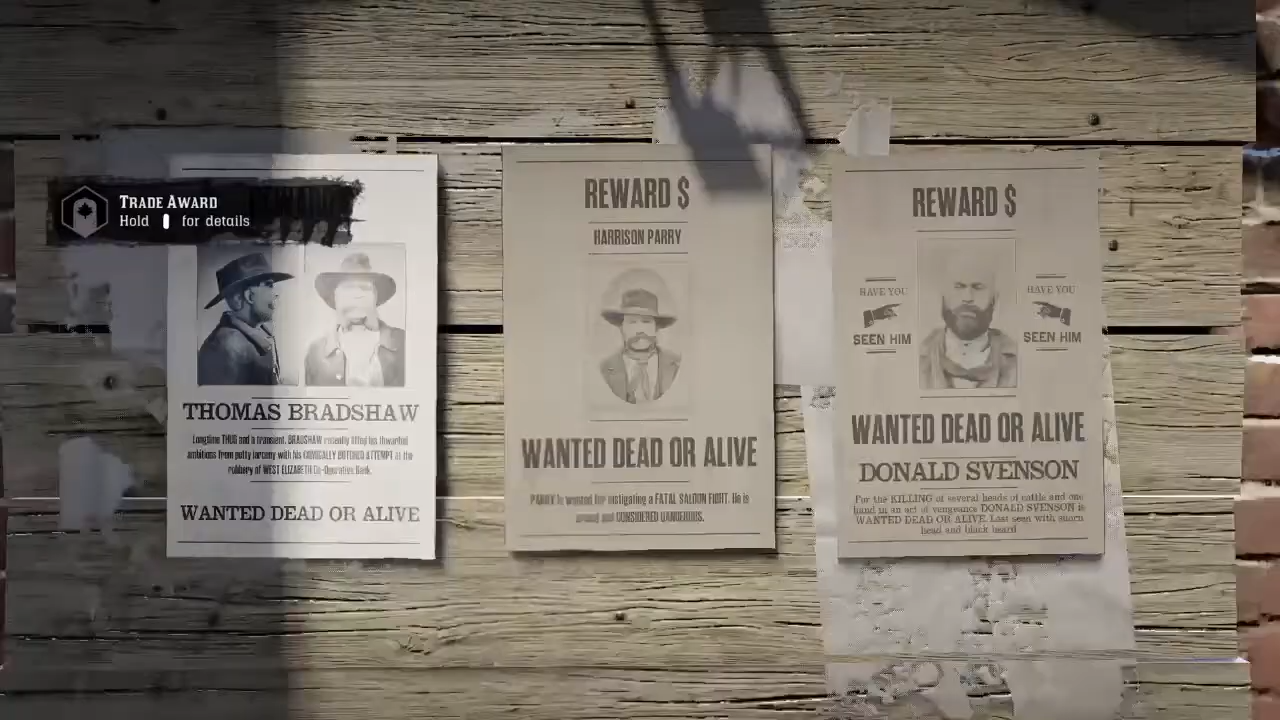 TRADE AWARD
Hold for details
THOMAS BRADSHAW
Longtime THUG and a transient, BRADSHAW recently lifted his thwarted
ambitions from petty larceny with his COMICALLY BOTCHED ATTEMPT at the
robbery of WEST ELIZABETH Co-Operative Bank.
WANTED DEAD OR ALIVE
REWARD $
HARRISON PARRY
WANTED DEAD OR ALIVE
PARRY is wanted for instigating a FATAL SALOON FIGHT. He is
armed and CONSIDERED DANGEROUS.
REWARD $
HAVE YOU
SEEN HIM
HAVE YOU
SEEN HIM
WANTED DEAD OR ALIVE
DONALD SVENSON
For the KILLING of several heads of cattle and one
hand in an act of vengeance DONALD SVENSON is
WANTED DEAD OR ALIVE. Last seen with shorn
head and black beard